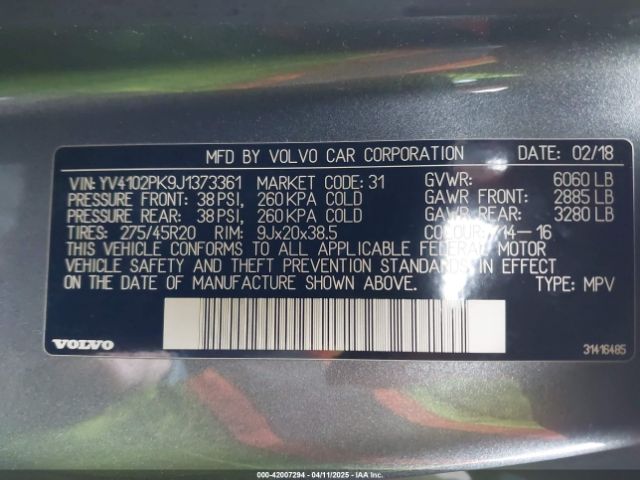 MFD BY VOLVO CAR CORPORATION DATE: 02/18
VIN: YV4102PK9J1373361 MARKET CODE: 31 GVWR: 6060 LB
PRESSURE FRONT: 38 PSI, 260 KPA COLD GAWR FRONT: 2885 LB
PRESSURE REAR: 38 PSI, 260 KPA COLD GAWR REAR: 3280 LB
TIRES: 275/45R20 RIM: 9Jx20x38.5 COLOUR: 714-16
THIS VEHICLE CONFORMS TO ALL APPLICABLE FEDERAL MOTOR
VEHICLE SAFETY AND THEFT PREVENTION STANDARDS IN EFFECT
ON THE DATE OF MANUFACTURE SHOWN ABOVE. TYPE: MPV
VOLVO 31416485
000-42007294 - 04/11/2025 - IAAI.COM